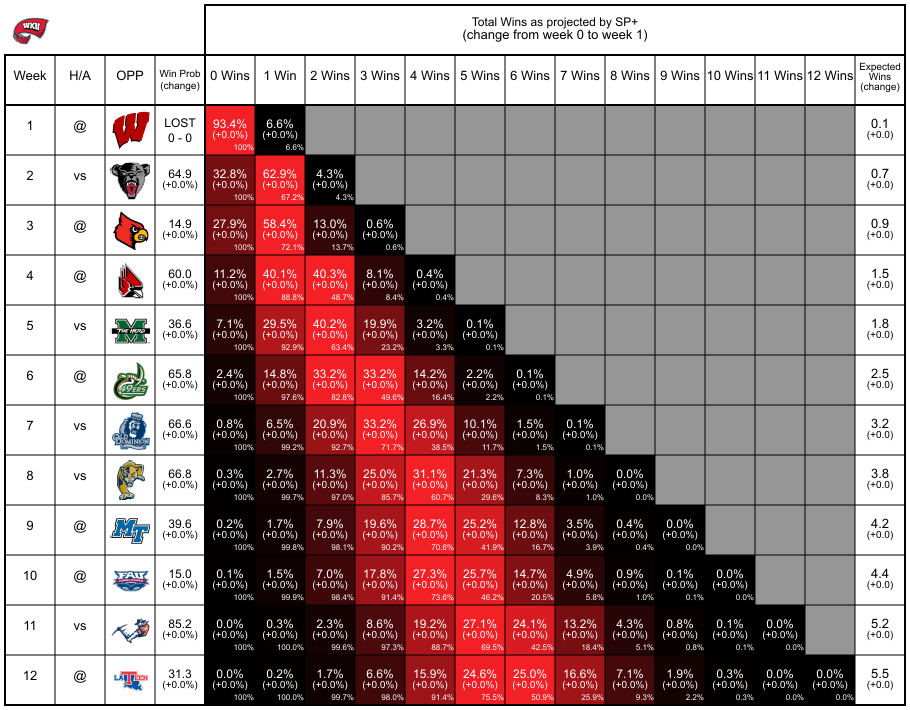 Total Wins as projected by SP+
(change from week 0 to week 1)
WKU
Week H/A OPP Win Prob (change) 0 Wins 1 Win 2 Wins 3 Wins 4 Wins 5 Wins 6 Wins 7 Wins 8 Wins 9 Wins 10 Wins 11 Wins 12 Wins Expected Wins (change)
1 @ W LOST 93.4% 6.6% 0.1
0 - 0 (+0.0%) (+0.0%) (+0.0)
100% 6.6%
2 vs 64.9 32.8% 62.9% 4.3% 0.7
(+0.0%) (+0.0%) (+0.0%) (+0.0%) (+0.0)
100% 67.2% 4.3%
3 @ 14.9 27.9% 58.4% 13.0% 0.6% 0.9
(+0.0%) (+0.0%) (+0.0%) (+0.0%) (+0.0%) (+0.0)
100% 72.1% 13.7% 0.6%
4 @ 60.0 11.2% 40.1% 40.3% 8.1% 0.4% 1.5
(+0.0%) (+0.0%) (+0.0%) (+0.0%) (+0.0%) (+0.0%) (+0.0)
100% 88.8% 48.7% 8.4% 0.4%
5 vs M THE HERD 36.6 7.1% 29.5% 40.2% 19.9% 3.2% 0.1% 1.8
(+0.0%) (+0.0%) (+0.0%) (+0.0%) (+0.0%) (+0.0%) (+0.0%) (+0.0)
100% 92.9% 63.4% 23.2% 3.3% 0.1%
6 @ 49ERS 65.8 2.4% 14.8% 33.2% 33.2% 14.2% 2.2% 0.1% 2.5
(+0.0%) (+0.0%) (+0.0%) (+0.0%) (+0.0%) (+0.0%) (+0.0%) (+0.0%) (+0.0)
100% 97.6% 82.8% 49.6% 16.4% 2.2% 0.1%
7 vs OLD DOMINION 66.6 0.8% 6.5% 20.9% 33.2% 26.9% 10.1% 1.5% 0.1% 3.2
(+0.0%) (+0.0%) (+0.0%) (+0.0%) (+0.0%) (+0.0%) (+0.0%) (+0.0%) (+0.0%) (+0.0)
100% 99.2% 92.7% 71.7% 38.5% 11.7% 1.5% 0.1%
8 vs 66.8 0.3% 2.7% 11.3% 25.0% 31.1% 21.3% 7.3% 1.0% 0.0% 3.8
(+0.0%) (+0.0%) (+0.0%) (+0.0%) (+0.0%) (+0.0%) (+0.0%) (+0.0%) (+0.0%) (+0.0%) (+0.0)
100% 99.7% 97.0% 85.7% 60.7% 29.6% 8.3% 1.0% 0.0%
9 @ MT 39.6 0.2% 1.7% 7.9% 19.6% 28.7% 25.2% 12.8% 3.5% 0.4% 0.0% 4.2
(+0.0%) (+0.0%) (+0.0%) (+0.0%) (+0.0%) (+0.0%) (+0.0%) (+0.0%) (+0.0%) (+0.0%) (+0.0%) (+0.0)
100% 99.8% 98.1% 90.2% 70.6% 41.9% 16.7% 3.9% 0.4% 0.0%
10 @ FAU 15.0 0.1% 1.5% 7.0% 17.8% 27.3% 25.7% 14.7% 4.9% 0.9% 0.1% 0.0% 4.4
(+0.0%) (+0.0%) (+0.0%) (+0.0%) (+0.0%) (+0.0%) (+0.0%) (+0.0%) (+0.0%) (+0.0%) (+0.0%) (+0.0%) (+0.0)
100% 99.9% 98.4% 91.4% 73.6% 46.2% 20.5% 5.8% 1.0% 0.1% 0.0%
11 vs 85.2 0.0% 0.3% 2.3% 8.6% 19.2% 27.1% 24.1% 13.2% 4.3% 0.8% 0.1% 0.0% 5.2
(+0.0%) (+0.0%) (+0.0%) (+0.0%) (+0.0%) (+0.0%) (+0.0%) (+0.0%) (+0.0%) (+0.0%) (+0.0%) (+0.0%) (+0.0%) (+0.0)
100% 100.0% 99.6% 97.3% 88.7% 69.5% 42.5% 18.4% 5.1% 0.8% 0.1% 0.0%
12 @ LA TECH 31.3 0.0% 0.2% 1.7% 6.6% 15.9% 24.6% 25.0% 16.6% 7.1% 1.9% 0.3% 0.0% 0.0% 5.5
(+0.0%) (+0.0%) (+0.0%) (+0.0%) (+0.0%) (+0.0%) (+0.0%) (+0.0%) (+0.0%) (+0.0%) (+0.0%) (+0.0%) (+0.0%) (+0.0%) (+0.0)
100% 100.0% 99.7% 98.0% 91.4% 75.5% 50.9% 25.9% 9.3% 2.2% 0.3% 0.0% 0.0%